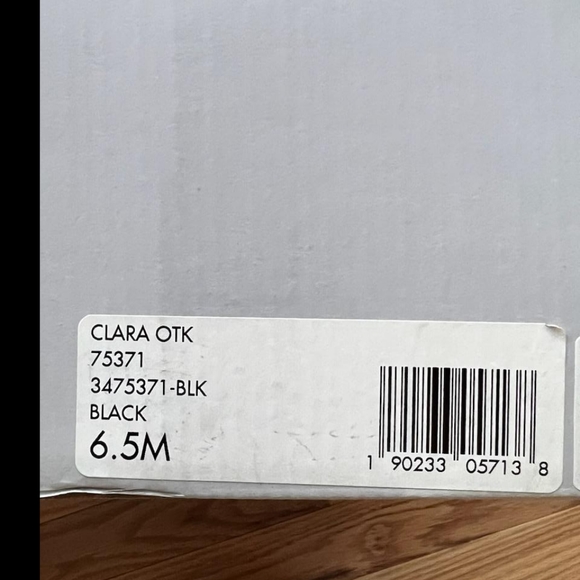 CLARA OTK
75371
3475371-BLK
BLACK
6.5M
1 90233 05713 8